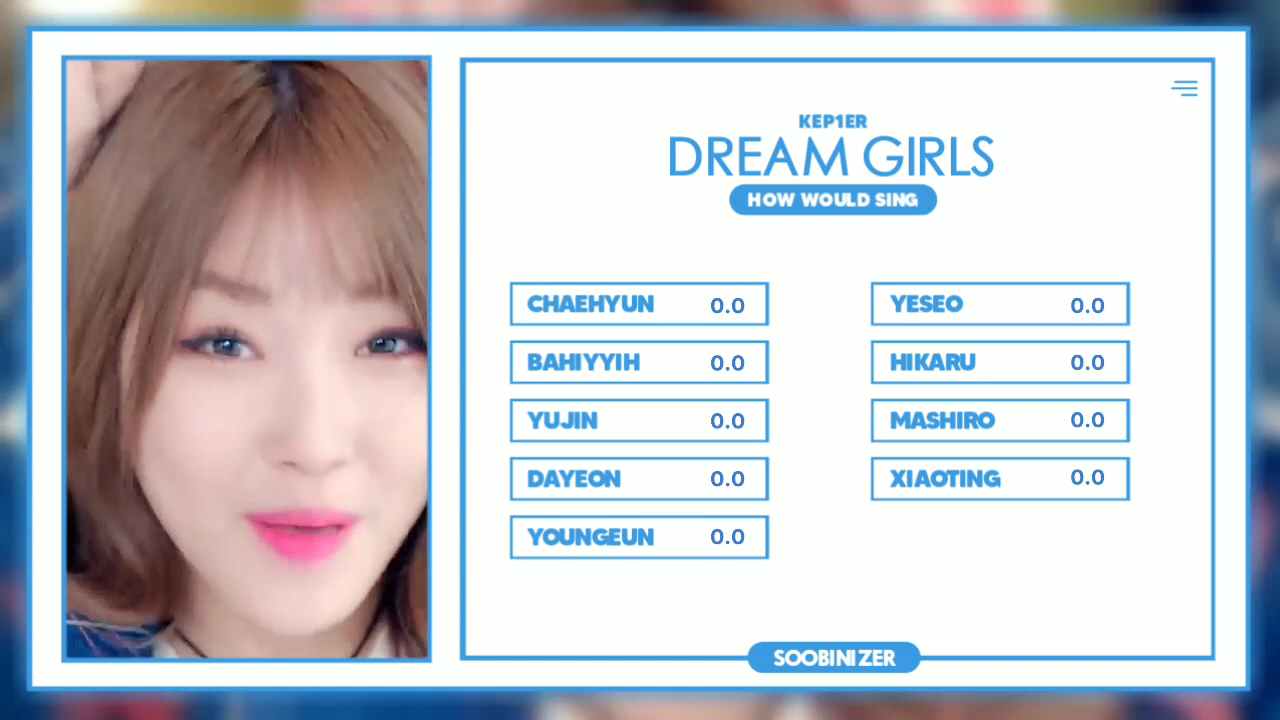 KEP1ER
DREAM GIRLS
HOW WOULD SING
CHAEHYUN 0.0
BAHIYYIH 0.0
YUJIN 0.0
DAYEON 0.0
YOUNGEUN 0.0
YESEO 0.0
HIKARU 0.0
MASHIRO 0.0
XIAOTING 0.0
SOOBINIZER